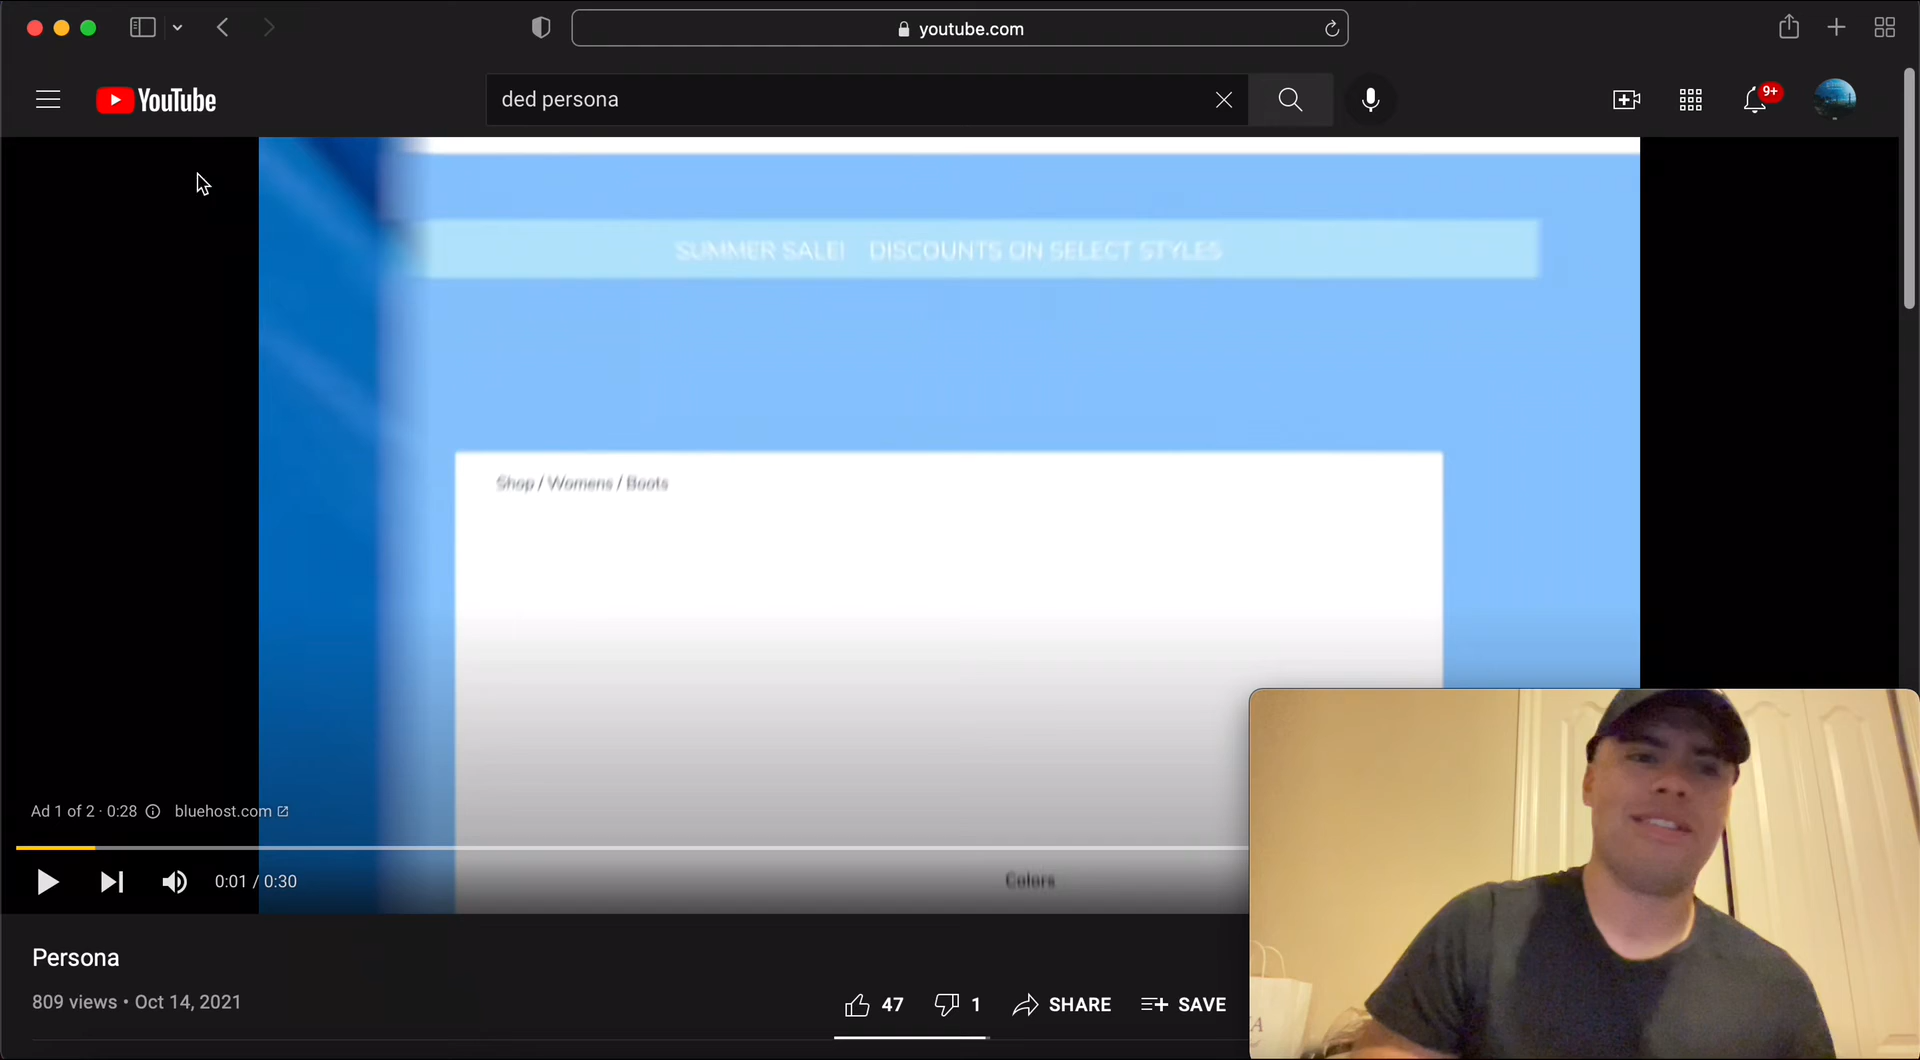 youtube.com
YouTube
ded persona
9+
SUMMER SALE! DISCOUNTS ON SELECT STYLES
Shop / Womens / Boots
Ad 1 of 2 · 0:28 bluehost.com
0:01 / 0:30
Colors
Persona
809 views • Oct 14, 2021
47 1 SHARE SAVE